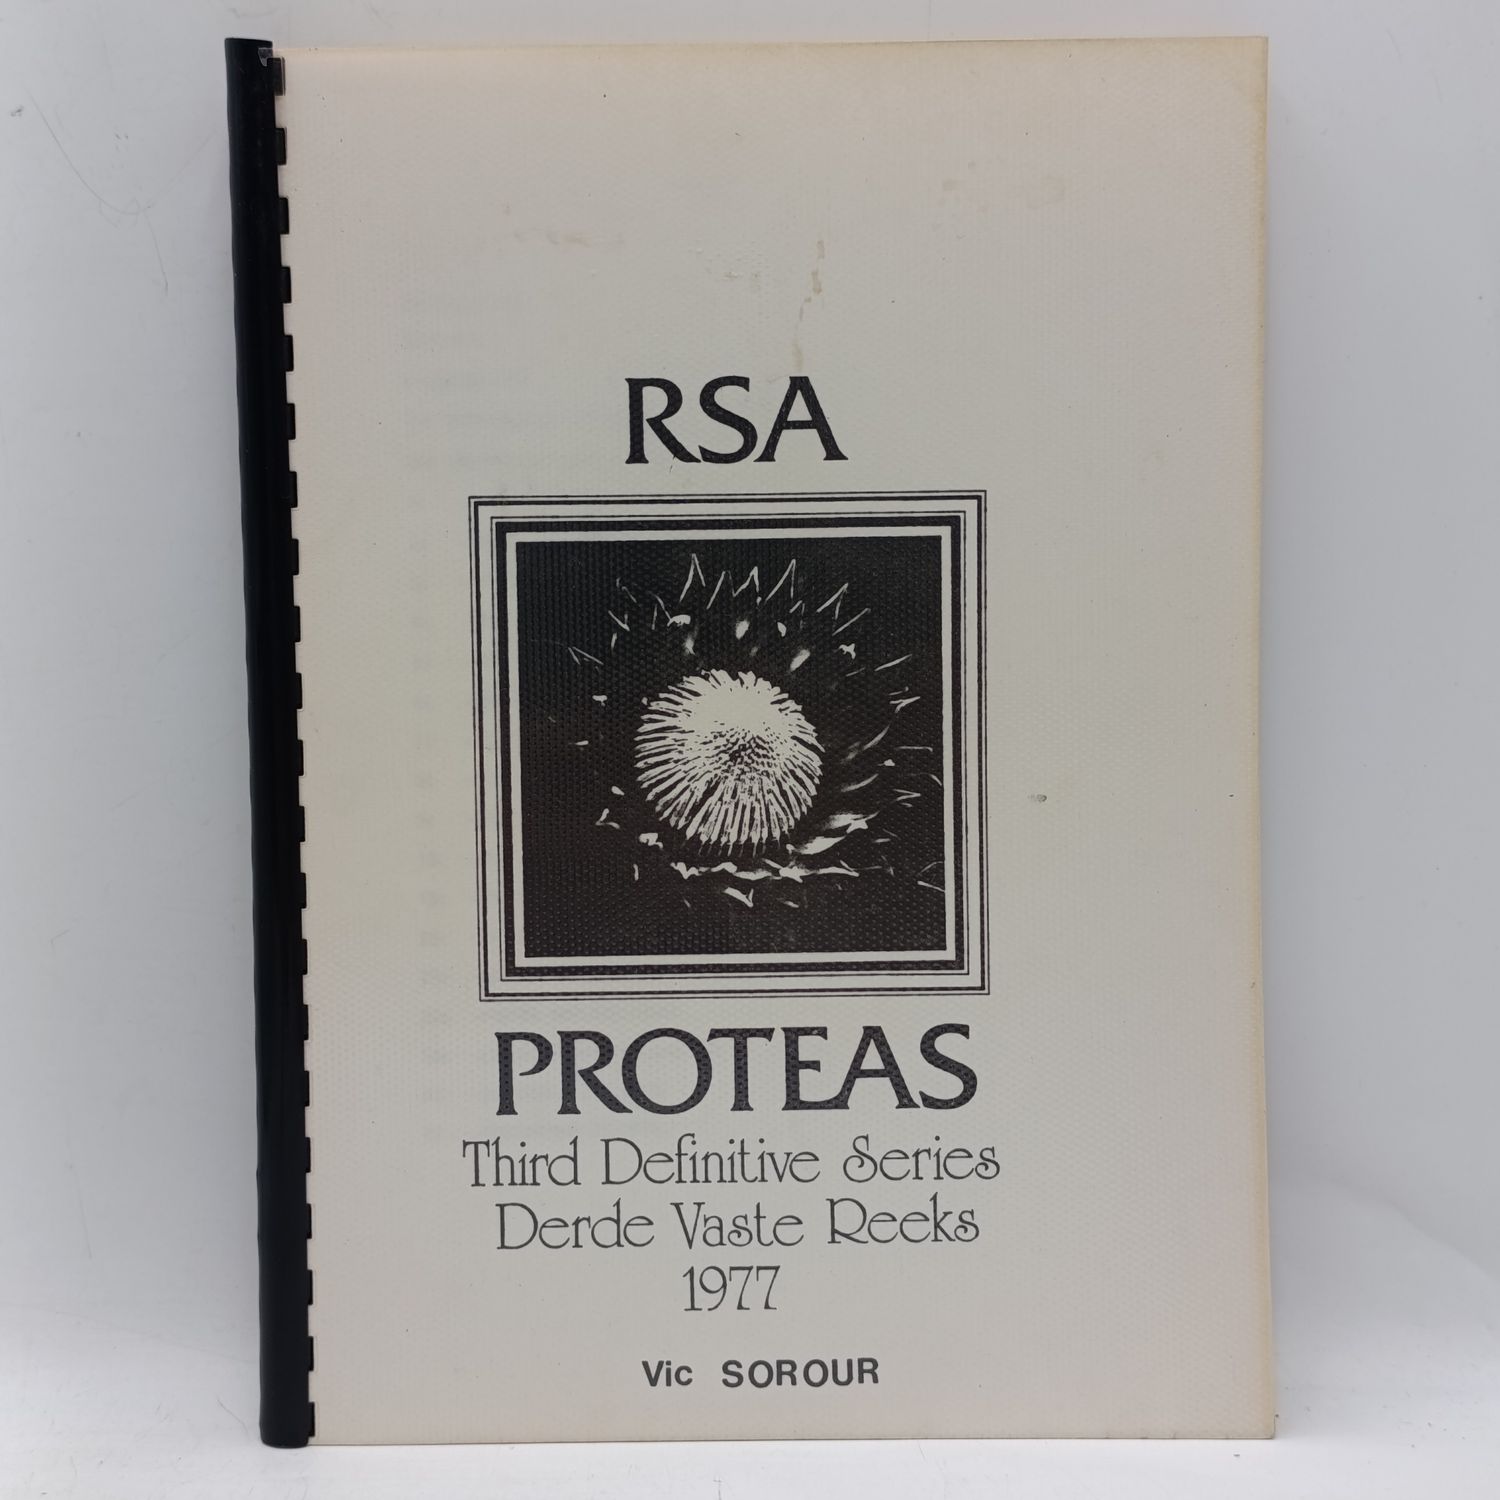 RSA
PROTEAS
Third Definitive Series
Derde Vaste Reeks
1977
Vic SOROUR